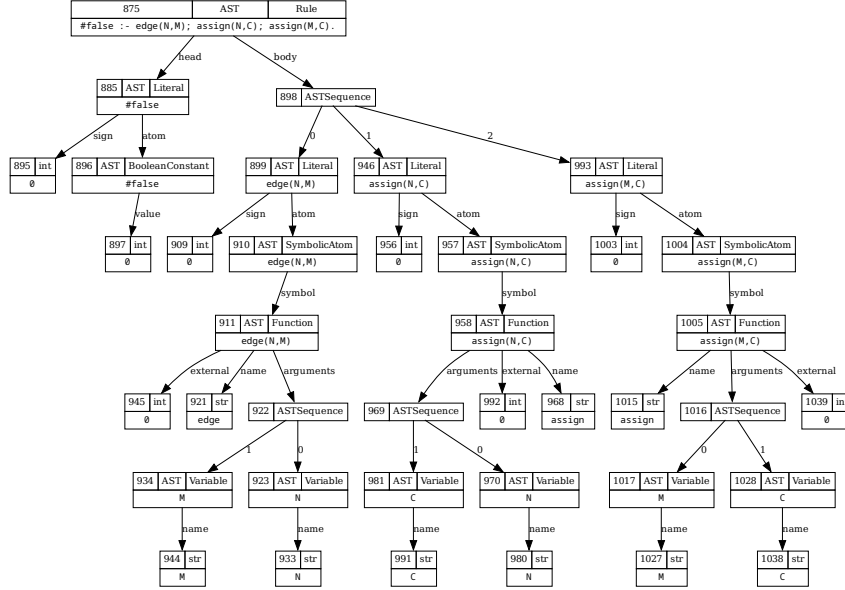 875 AST Rule
#false :- edge(N,M); assign(N,C); assign(M,C).
head body
885 AST Literal
#false
898 ASTSequence
sign atom 0 1 2
895 int
0
896 AST BooleanConstant
#false
899 AST Literal
edge(N,M)
946 AST Literal
assign(N,C)
993 AST Literal
assign(M,C)
value sign atom sign atom sign atom
897 int
0
909 int
0
910 AST SymbolicAtom
edge(N,M)
956 int
0
957 AST SymbolicAtom
assign(N,C)
1003 int
0
1004 AST SymbolicAtom
assign(M,C)
symbol symbol symbol
911 AST Function
edge(N,M)
958 AST Function
assign(N,C)
1005 AST Function
assign(M,C)
external name arguments arguments external name name arguments external
945 int
0
921 str
edge
922 ASTSequence
969 ASTSequence
992 int
0
968 str
assign
1015 str
assign
1016 ASTSequence
1039 in
0
1 0 1 0 0 1
934 AST Variable
M
923 AST Variable
N
981 AST Variable
C
970 AST Variable
N
1017 AST Variable
M
1028 AST Variable
C
name name name name name name
944 str
M
933 str
N
991 str
C
980 str
N
1027 str
M
1038 str
C